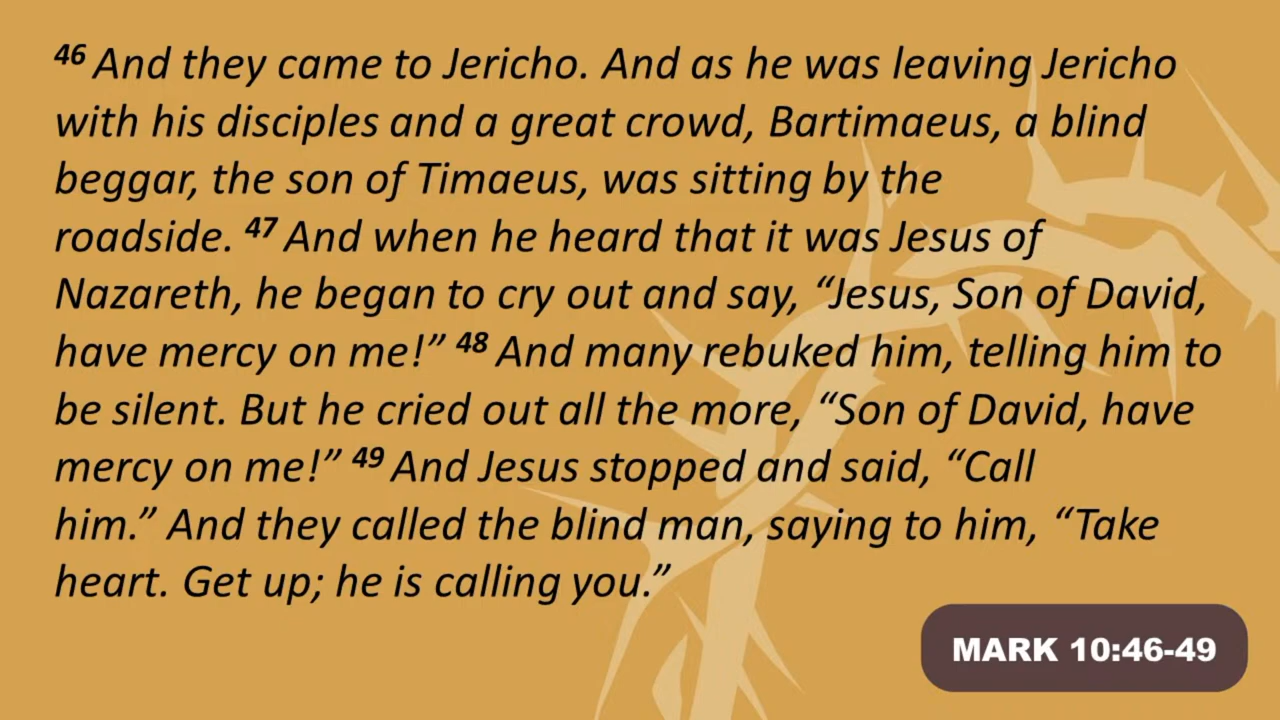 46 And they came to Jericho. And as he was leaving Jericho
with his disciples and a great crowd, Bartimaeus, a blind
beggar, the son of Timaeus, was sitting by the
roadside. 47 And when he heard that it was Jesus of
Nazareth, he began to cry out and say, “Jesus, Son of David,
have mercy on me!” 48 And many rebuked him, telling him to
be silent. But he cried out all the more, “Son of David, have
mercy on me!” 49 And Jesus stopped and said, “Call
him.” And they called the blind man, saying to him, “Take
heart. Get up; he is calling you.”
MARK 10:46-49